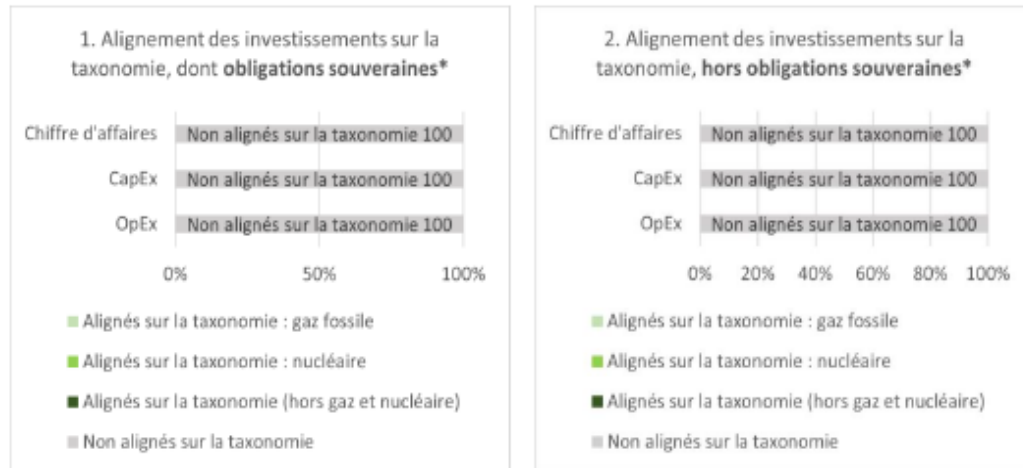 1. Alignement des investissements sur la
taxonomie, dont obligations souveraines*
Chiffre d'affaires
Non alignés sur la taxonomie 100
CapEx
Non alignés sur la taxonomie 100
OpEx
Non alignés sur la taxonomie 100
0% 50% 100%
Alignés sur la taxonomie : gaz fossile
Alignés sur la taxonomie : nucléaire
Alignés sur la taxonomie (hors gaz et nucléaire)
Non alignés sur la taxonomie
2. Alignement des investissements sur la
taxonomie, hors obligations souveraines*
Chiffre d'affaires
Non alignés sur la taxonomie 100
CapEx
Non alignés sur la taxonomie 100
OpEx
Non alignés sur la taxonomie 100
0% 20% 40% 60% 80% 100%
Alignés sur la taxonomie : gaz fossile
Alignés sur la taxonomie : nucléaire
Alignés sur la taxonomie (hors gaz et nucléaire)
Non alignés sur la taxonomie